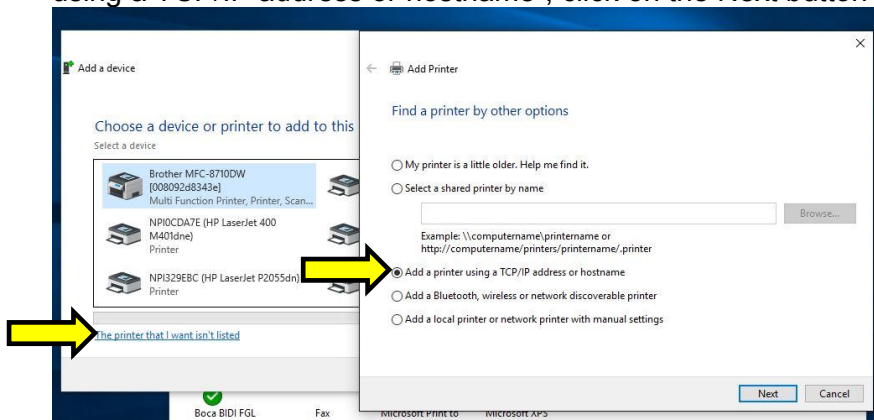 using a TCP/IP address or hostname", click on the Next button
Add a device
Choose a device or printer to add to this
Select a device
Brother MFC-8710DW
[008092d8343e]
Multi Function Printer, Printer, Scan...
NPI0CDA7E (HP LaserJet 400
M401dne)
Printer
NPI329EBC (HP LaserJet P2055dn)
Printer
The printer that I want isn't listed
Add Printer
Find a printer by other options
My printer is a little older. Help me find it.
Select a shared printer by name
Browse...
Example: \\computername\printername or
http://computername/printers/printername/.printer
Add a printer using a TCP/IP address or hostname
Add a Bluetooth, wireless or network discoverable printer
Add a local printer or network printer with manual settings
Next
Cancel
Boca BIDI FGL
Fax
Microsoft Print to
Microsoft XPS